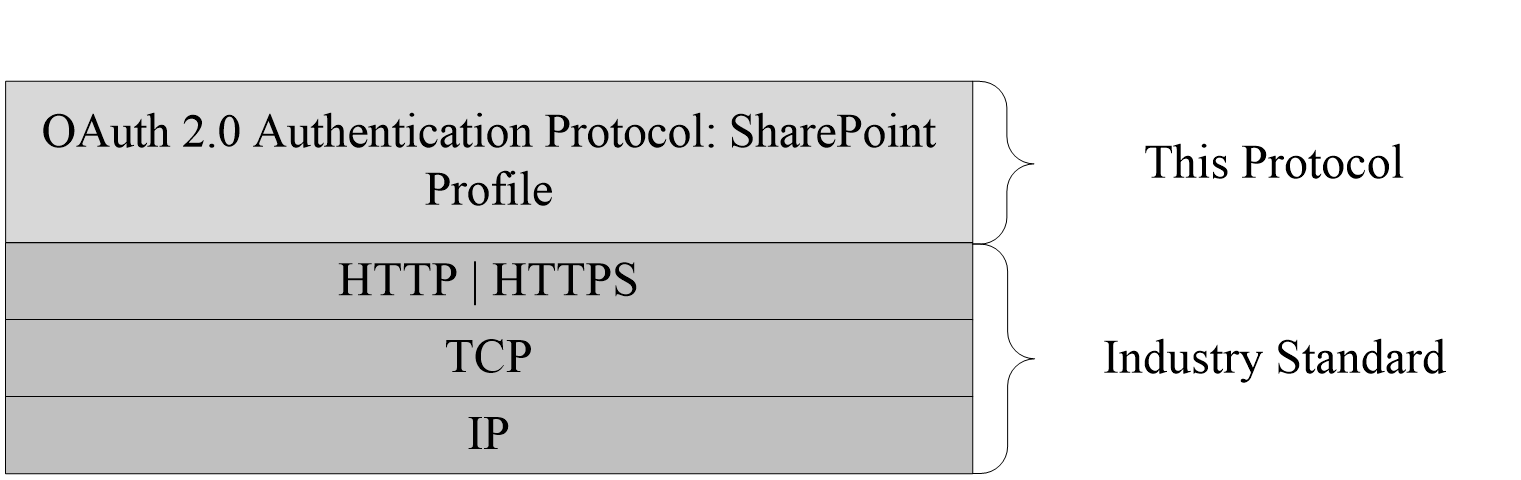 OAuth 2.0 Authentication Protocol: SharePoint
Profile
This Protocol
HTTP | HTTPS
TCP
IP
Industry Standard